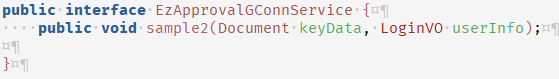 public interface EzApprovalGConnService {
    public void sample2(Document keyData, LoginVO userInfo);

}